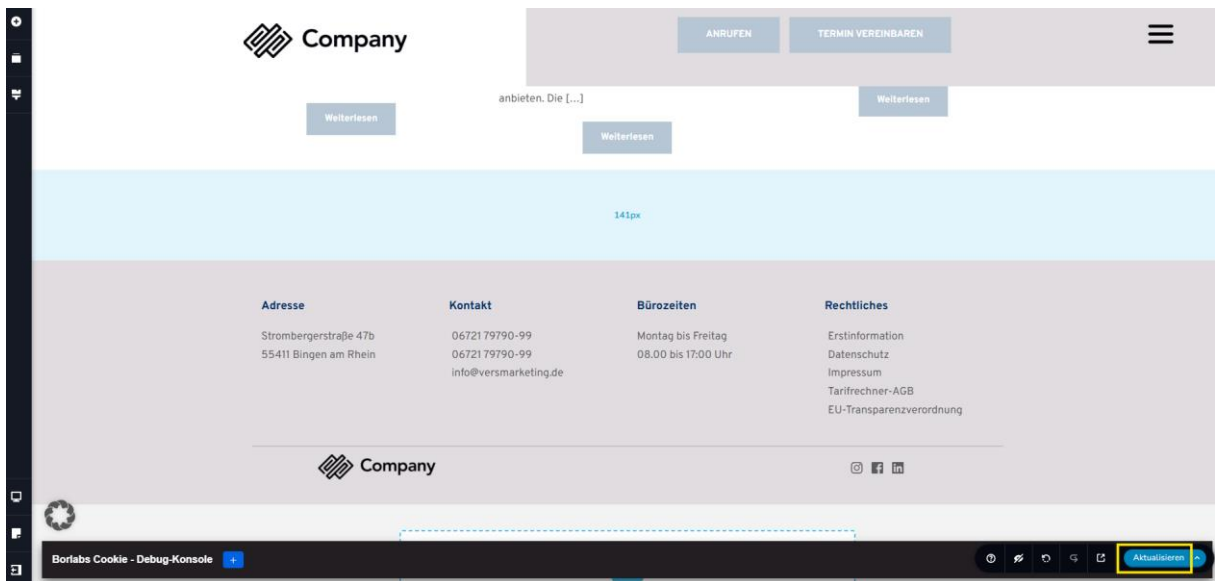 Company
ANRUFEN
TERMIN VEREINBAREN
anbieten. Die [...]
Weiterlesen
Weiterlesen
Weiterlesen
141px
Adresse
Strombergerstraße 47b
55411 Bingen am Rhein
Kontakt
06721 79790-99
06721 79790-99
info@versmarketing.de
Bürozeiten
Montag bis Freitag
08.00 bis 17:00 Uhr
Rechtliches
Erstinformation
Datenschutz
Impressum
Tarifrechner-AGB
EU-Transparenzverordnung
Company
Borlabs Cookie - Debug-Konsole
Aktualisieren